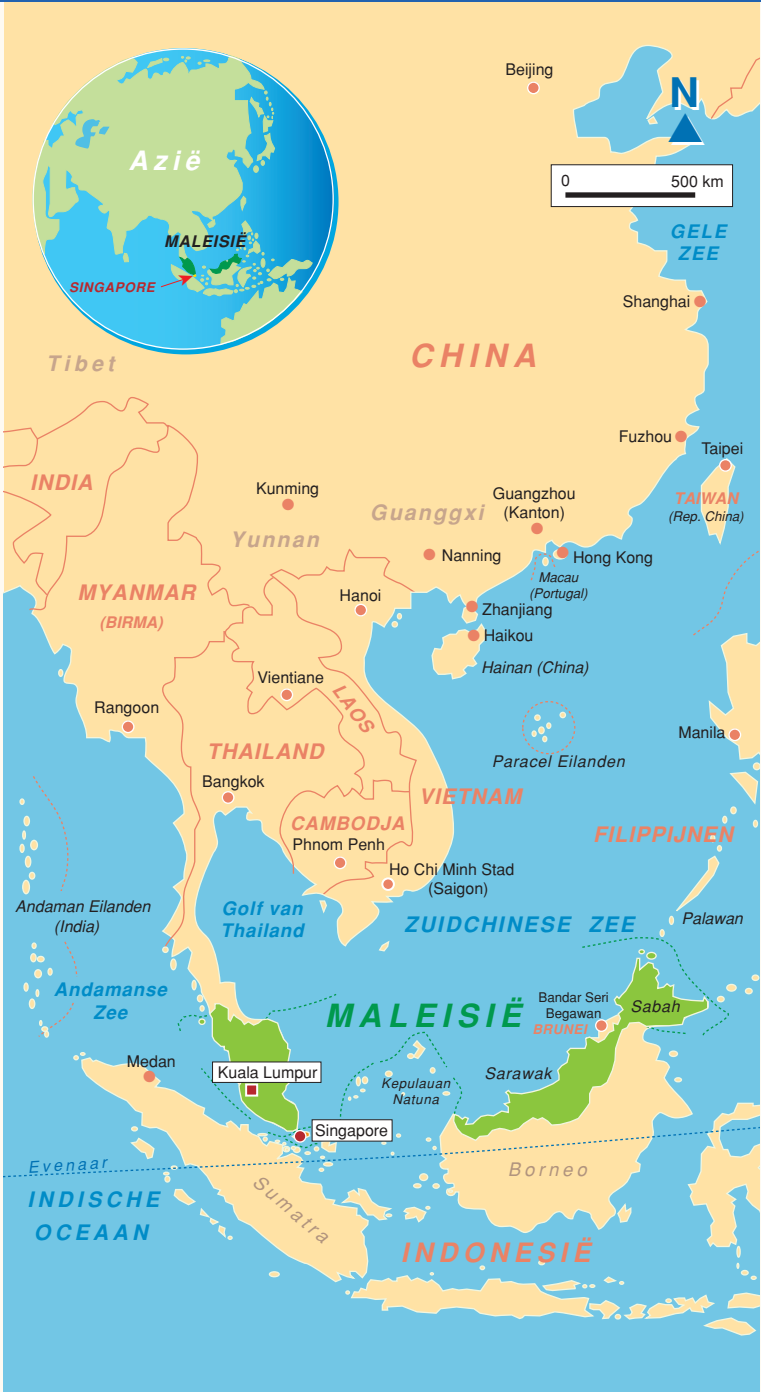 Beijing
N
0 500 km
Azië
MALEISIË
SINGAPORE
GELE
ZEE
Shanghai
Tibet
CHINA
Fuzhou
Taipei
INDIA
Kunming
Guangzhou
(Kanton)
TAIWAN
(Rep. China)
Guanggxi
Yunnan
Nanning
Hong Kong
Macau
(Portugal)
MYANMAR
(BIRMA)
Hanoi
Zhanjiang
Haikou
Hainan (China)
Vientiane
LAOS
Rangoon
Manila
THAILAND
Paracel Eilanden
Bangkok
VIETNAM
CAMBODJA
Phnom Penh
FILIPPIJNEN
Ho Chi Minh Stad
(Saigon)
Andaman Eilanden
(India)
Golf van
Thailand
ZUIDCHINESE ZEE
Palawan
Andamanse
Zee
MALEISIË
Bandar Seri
Begawan
BRUNEI
Sabah
Medan
Kuala Lumpur
Sarawak
Kepulauan
Natuna
Singapore
Evenaar
Borneo
INDISCHE
OCEAAN
Sumatra
INDONESIË